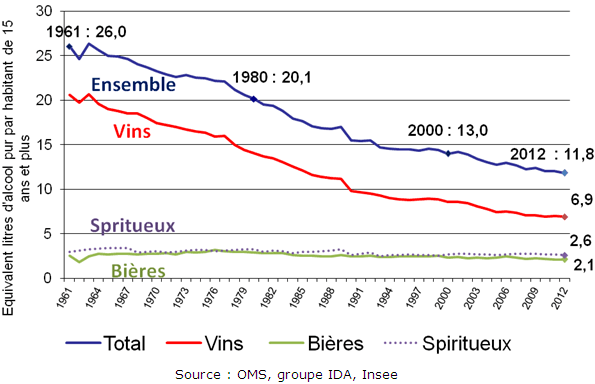 Equivalent litres d'alcool pur par habitant de 15
ans et plus
30
25
20
15
10
5
0
1961 : 26,0
Ensemble
1980 : 20,1
Vins
2000 : 13,0
2012 : 11,8
6,9
Spritueux
2,6
Bières
2,1
1961
1964
1967
1970
1973
1976
1979
1982
1985
1988
1991
1994
1997
2000
2003
2006
2009
2012
Total Vins Bières Spiritueux
Source : OMS, groupe IDA, Insee